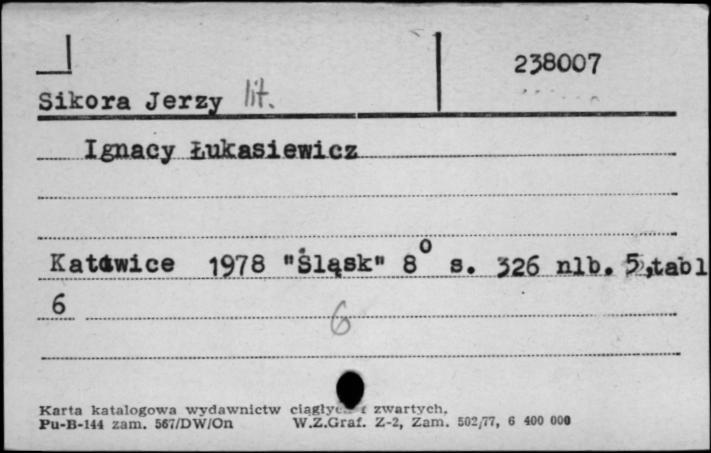 238007
Sikora Jerzy lit.
Ignacy Łukasiewicz
Katowice 1978 "Śląsk" 8° s. 326 nlb. 5, tabl
6
6
Karta katalogowa wydawnictw zwartych,
Pu-B-144 zam. 567/DW/On W.Z.Graf. Z-2, Zam. 502/77, 6 400 000